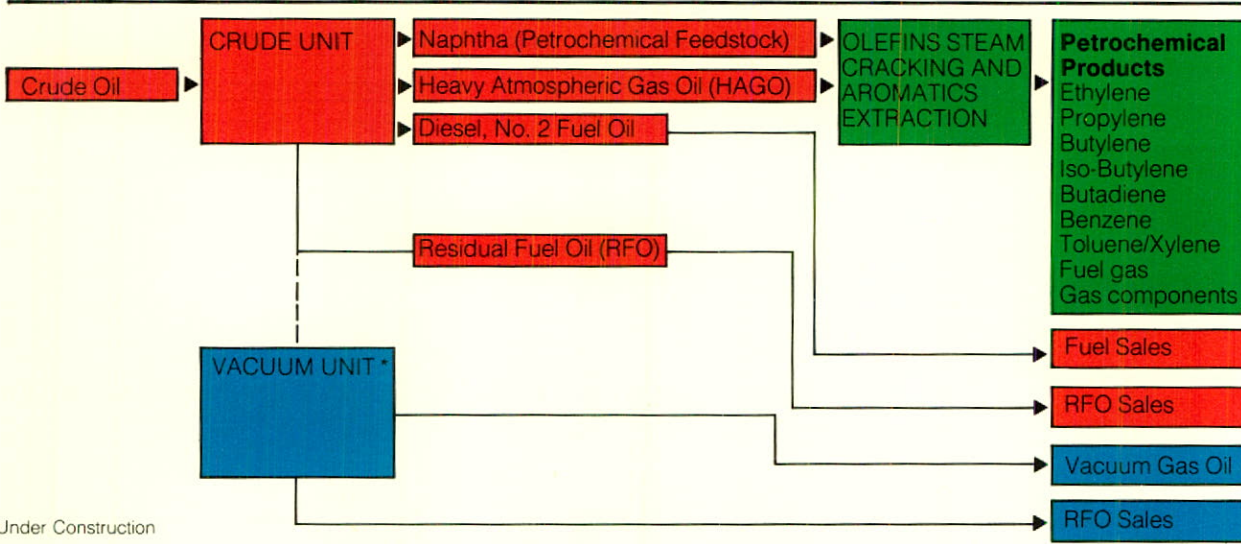 CRUDE UNIT
Crude Oil
Naphtha (Petrochemical Feedstock)
Heavy Atmospheric Gas Oil (HAGO)
Diesel, No. 2 Fuel Oil
OLEFINS STEAM
CRACKING AND
AROMATICS
EXTRACTION
Petrochemical
Products
Ethylene
Propylene
Butylene
Iso-Butylene
Butadiene
Benzene
Toluene/Xylene
Fuel gas
Gas components
Residual Fuel Oil (RFO)
VACUUM UNIT *
Fuel Sales
RFO Sales
Vacuum Gas Oil
RFO Sales
Under Construction